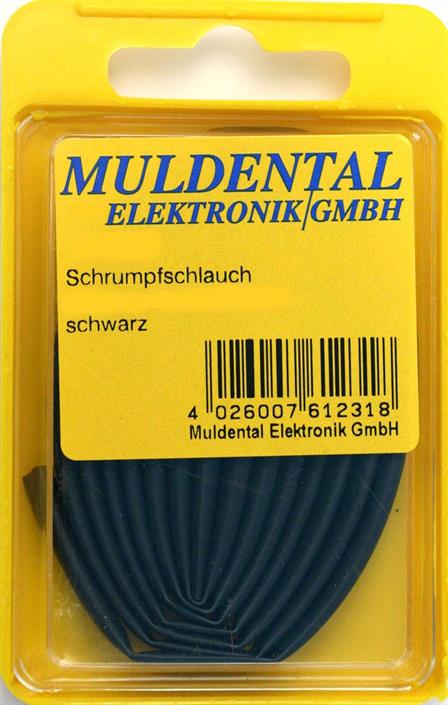 MULDENTAL
ELEKTRONIK/GMBH
Schrumpfschlauch
schwarz
4 026007 612318
Muldental Elektronik GmbH